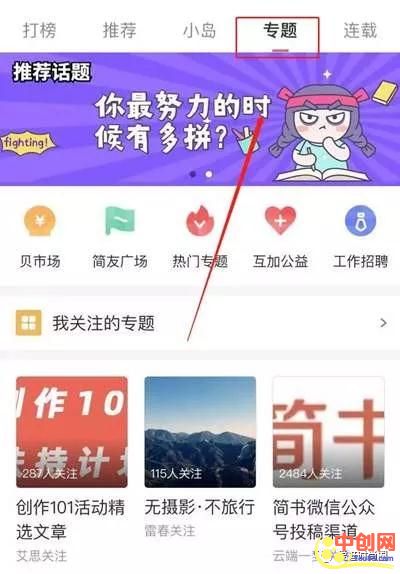 打榜 推荐 小岛 专题 连载
推荐话题
你最努力的时
候有多拼?
fighting!
贝市场 简友广场 热门专题 互加公益 工作招聘
我关注的专题
创作10
扶持计划
简书
287人关注 115人关注 2484人关注
创作101活动精
选文章
无摄影·不旅行
简书微信公众
号投稿渠道
艾思关注 雷春关注
云端一
中创网